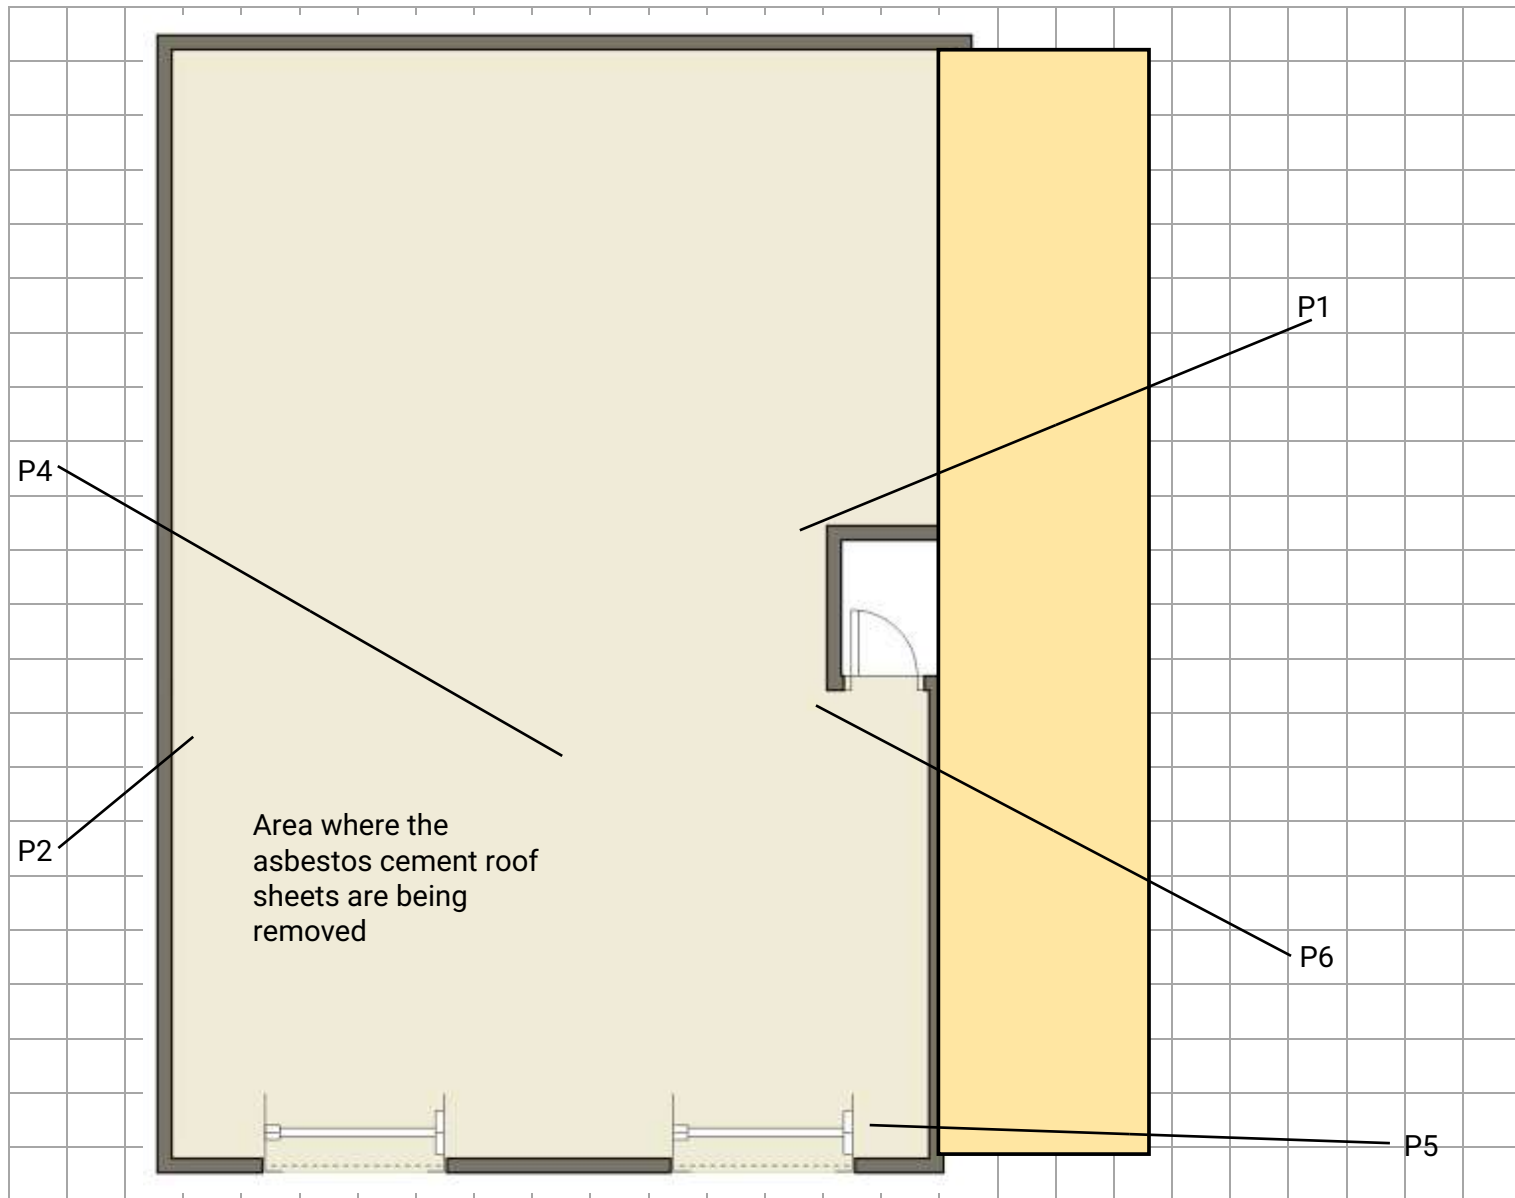 P1
P4
P2
Area where the
asbestos cement roof
sheets are being
removed
P6
P5